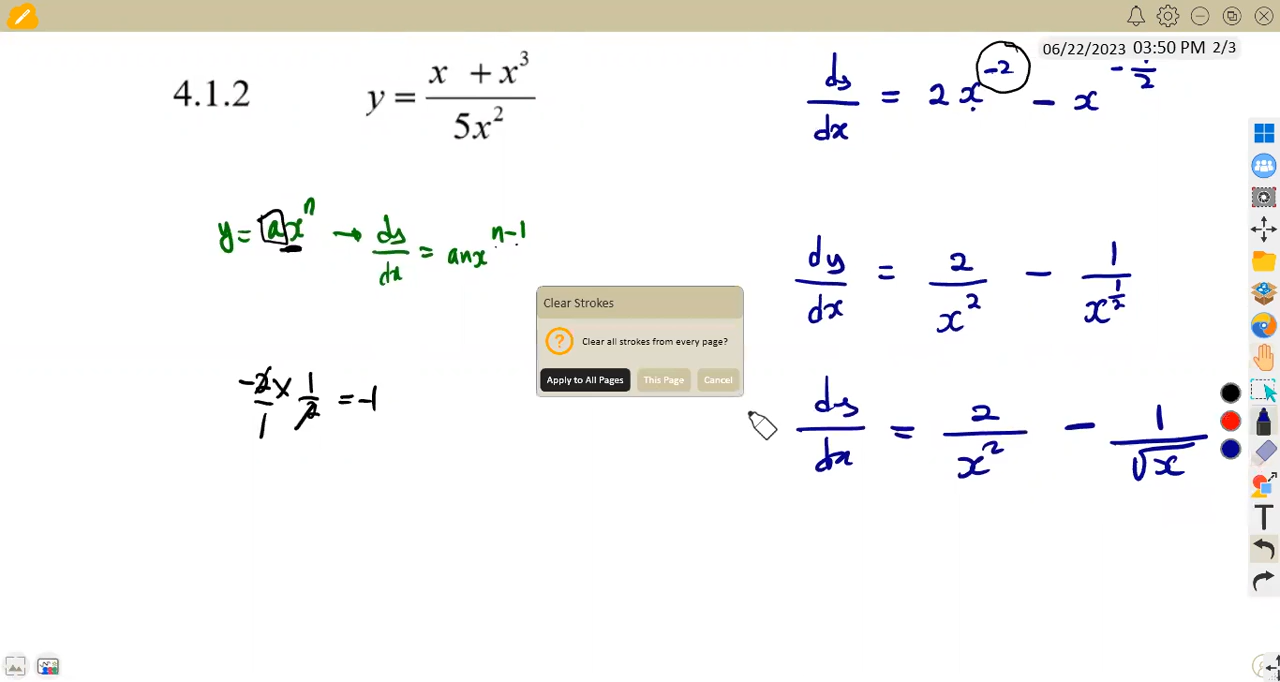 06/22/2023 03:50 PM 2/3
4.1.2 y = (x + x^3)/(5x^2)
dy/dx = 2x^-2 - x^-1/2
y = ax^n → dy/dx = anx^n-1
dy/dx = 2/x^2 - 1/x^1/2
Clear Strokes
? Clear all strokes from every page?
Apply to All Pages This Page Cancel
-2/1 × 1/2 = -1
dy/dx = 2/x^2 - 1/√x
T